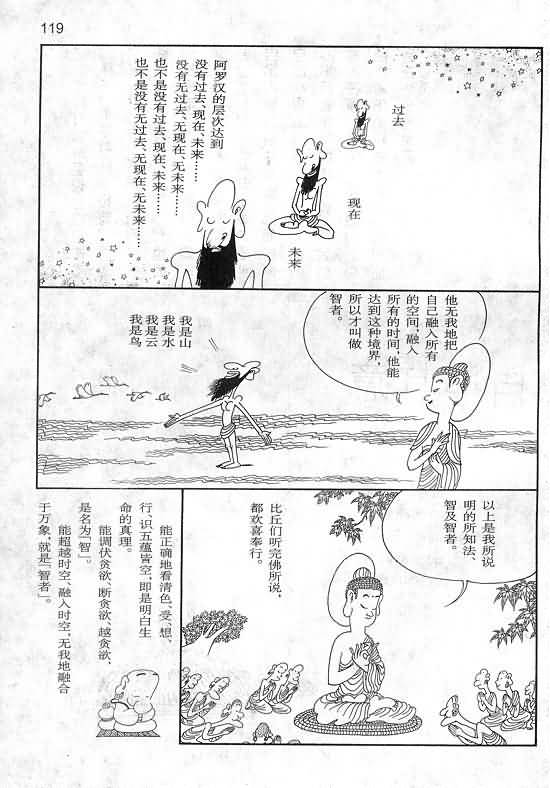 119
阿罗汉的层次达到
没有过去、现在、未来……
没有无过去、无现在、无未来……
也不是没有过去、现在、未来……
也不是没有无过去、无现在、无未来……
过去
现在
未来
他无我地把
自己融入所有
的空间，融入
所有的时间，他能
达到这种境界，
所以才叫做
智者。
我是山
我是水
我是云
我是鸟
以上是我所说
明的所知法、
智及智者。
比丘们听完佛所说，
都欢喜奉行。
能正确地看清色、受、想、
行、识五蕴皆空，即是明白生
命的真理。
能调伏贪欲、断贪欲、越贪欲，
是名为“智”。
能超越时空、融入时空，无我地融合
于万象，就是“智者”。